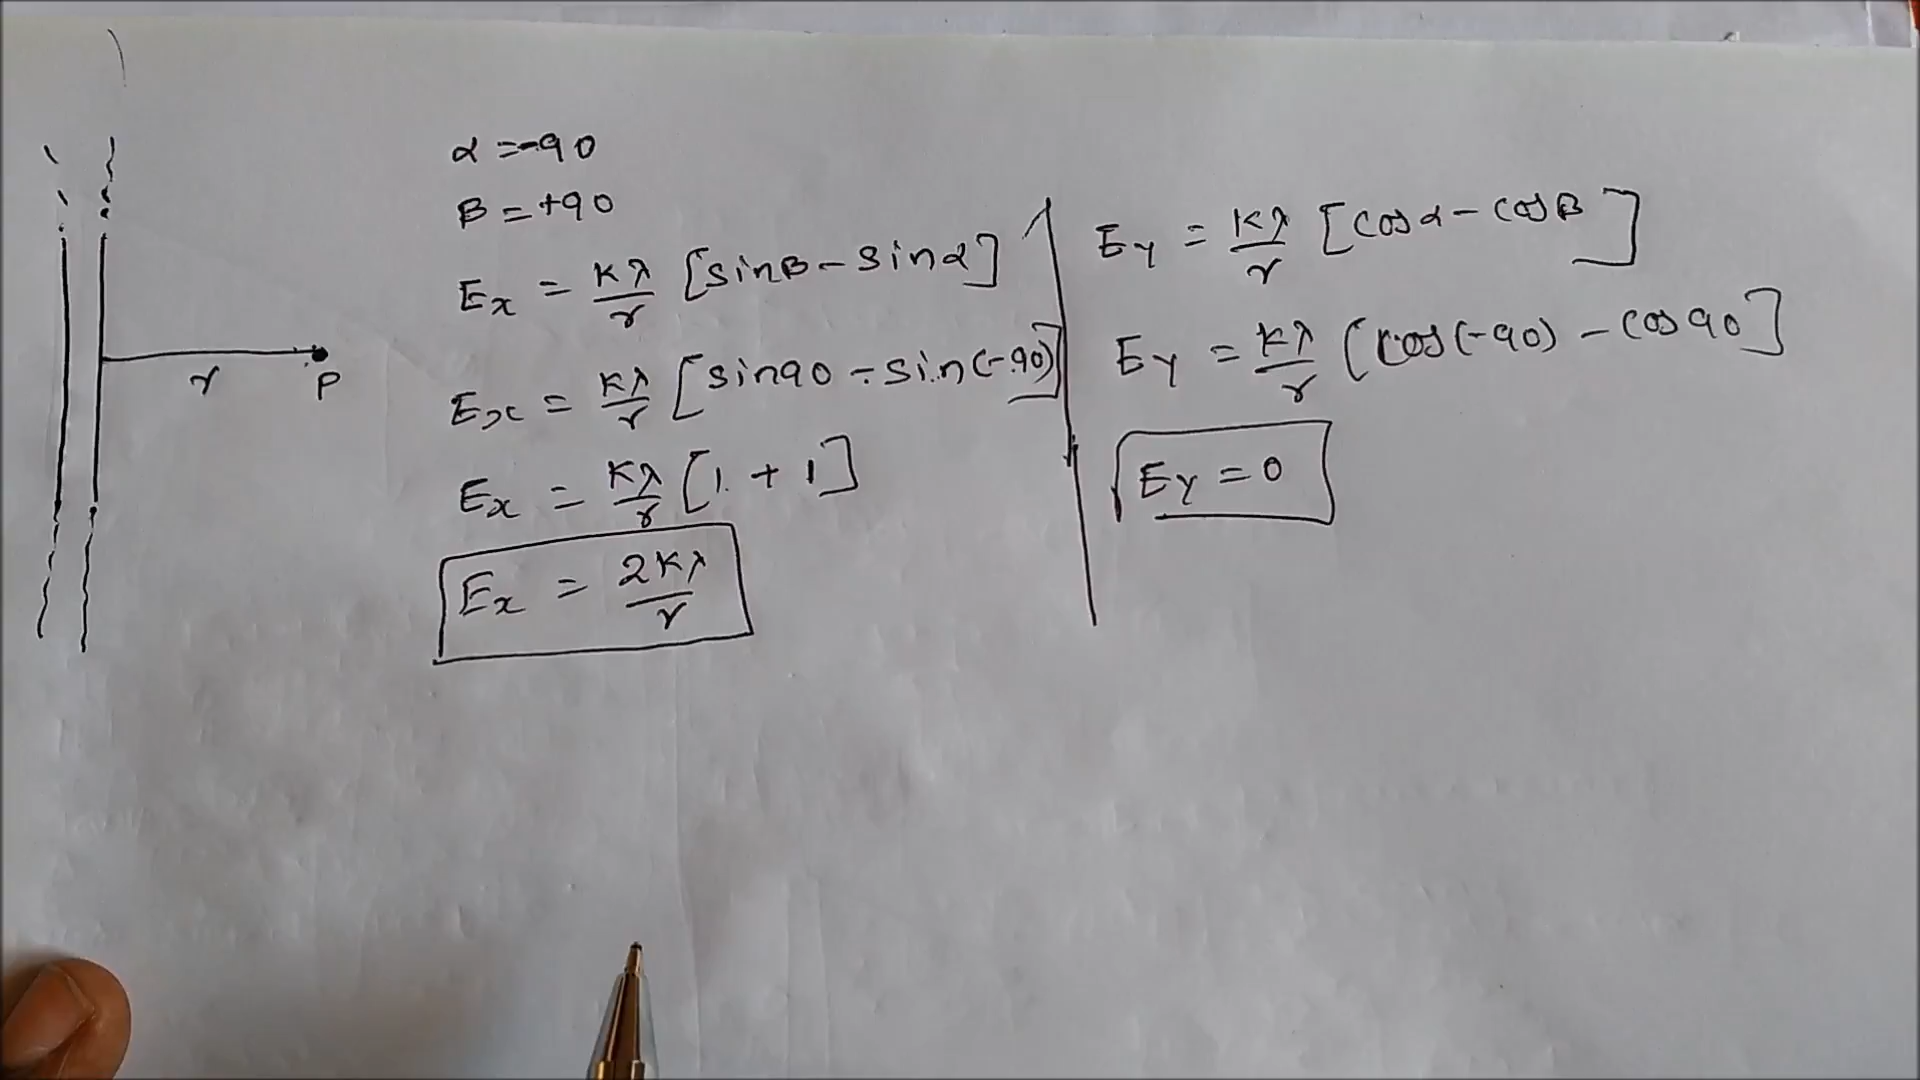 r
P
α = -90
β = +90
Ex = Kλ/r [sinβ - sinα]
Ex = Kλ/r [sin90 - sin(-90)]
Ex = Kλ/r [1 + 1]
Ex = 2Kλ/r
Ey = Kλ/r [cosα - cosβ]
Ey = Kλ/r (cos(-90) - cos90]
Ey = 0